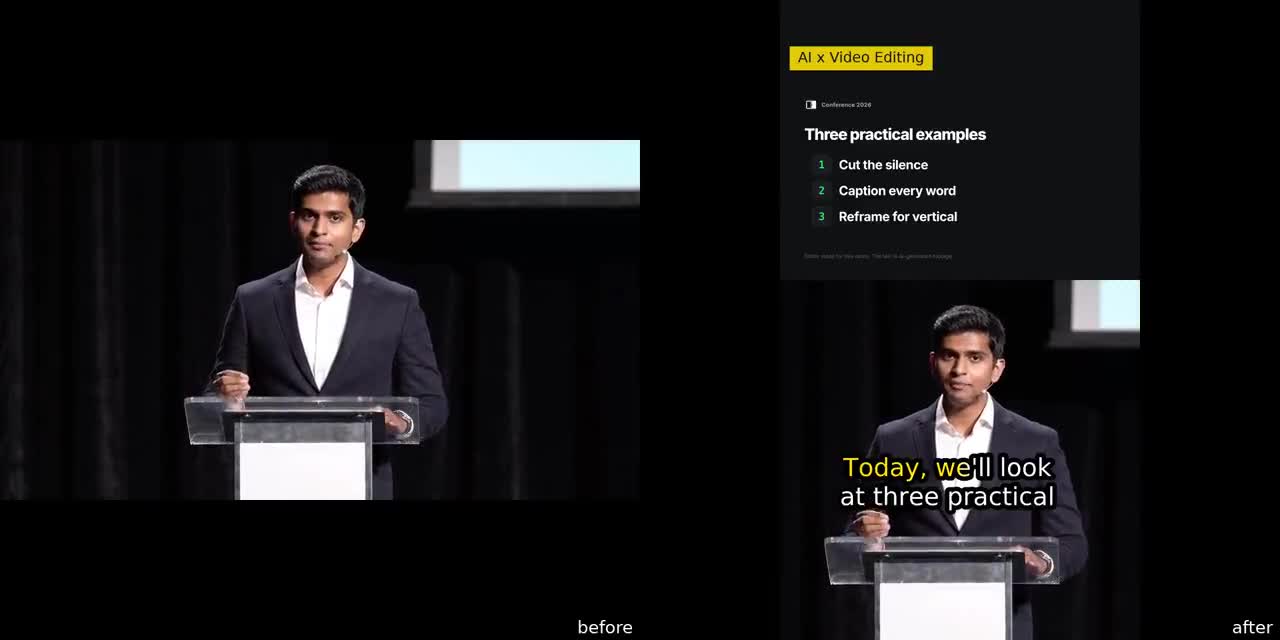 AI x Video Editing
Conference 2026
Three practical examples
1 Cut the silence
2 Caption every word
3 Reframe for vertical
Today, we'll look
at three practical
before
after